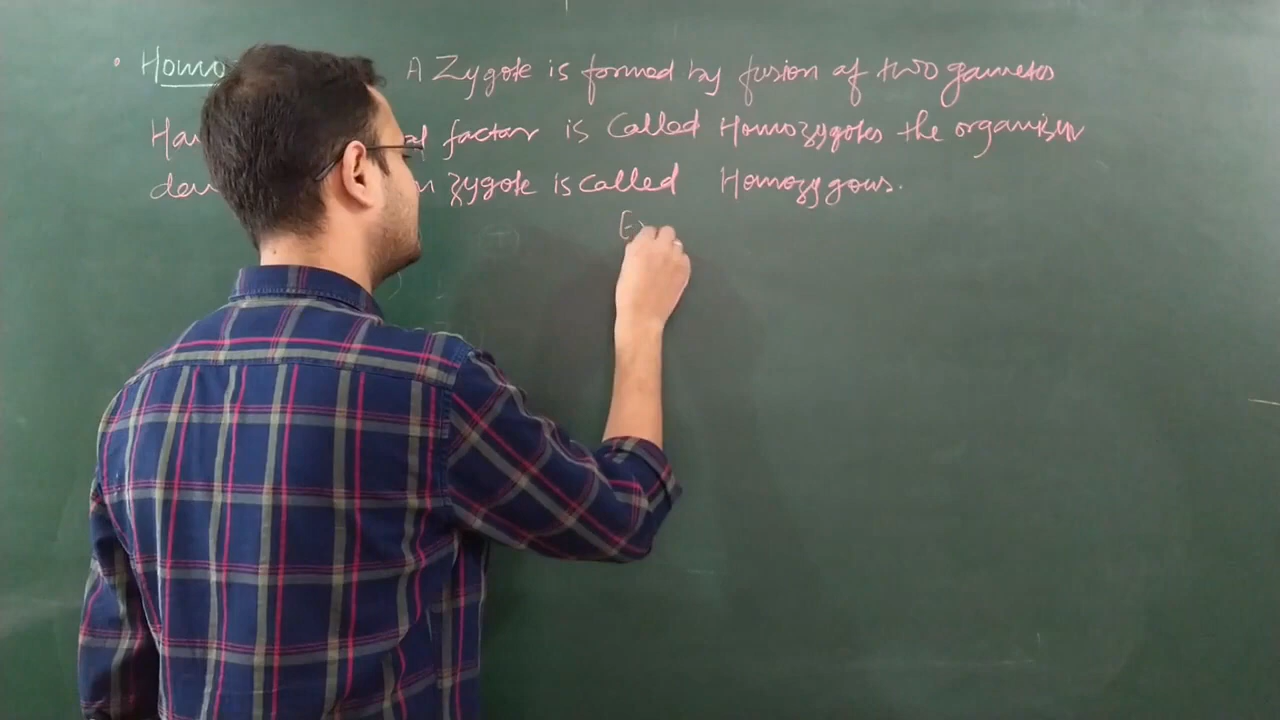 • Homo A Zygote is formed by fusion of two gametes
factor is Called Homozygotes the organism
zygote is called Homozygous.
Ex